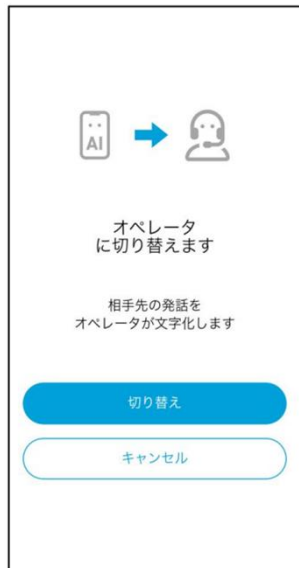 AI
オペレータ
に切り替えます
相手先の発話を
オペレータが文字化します
切り替え
キャンセル